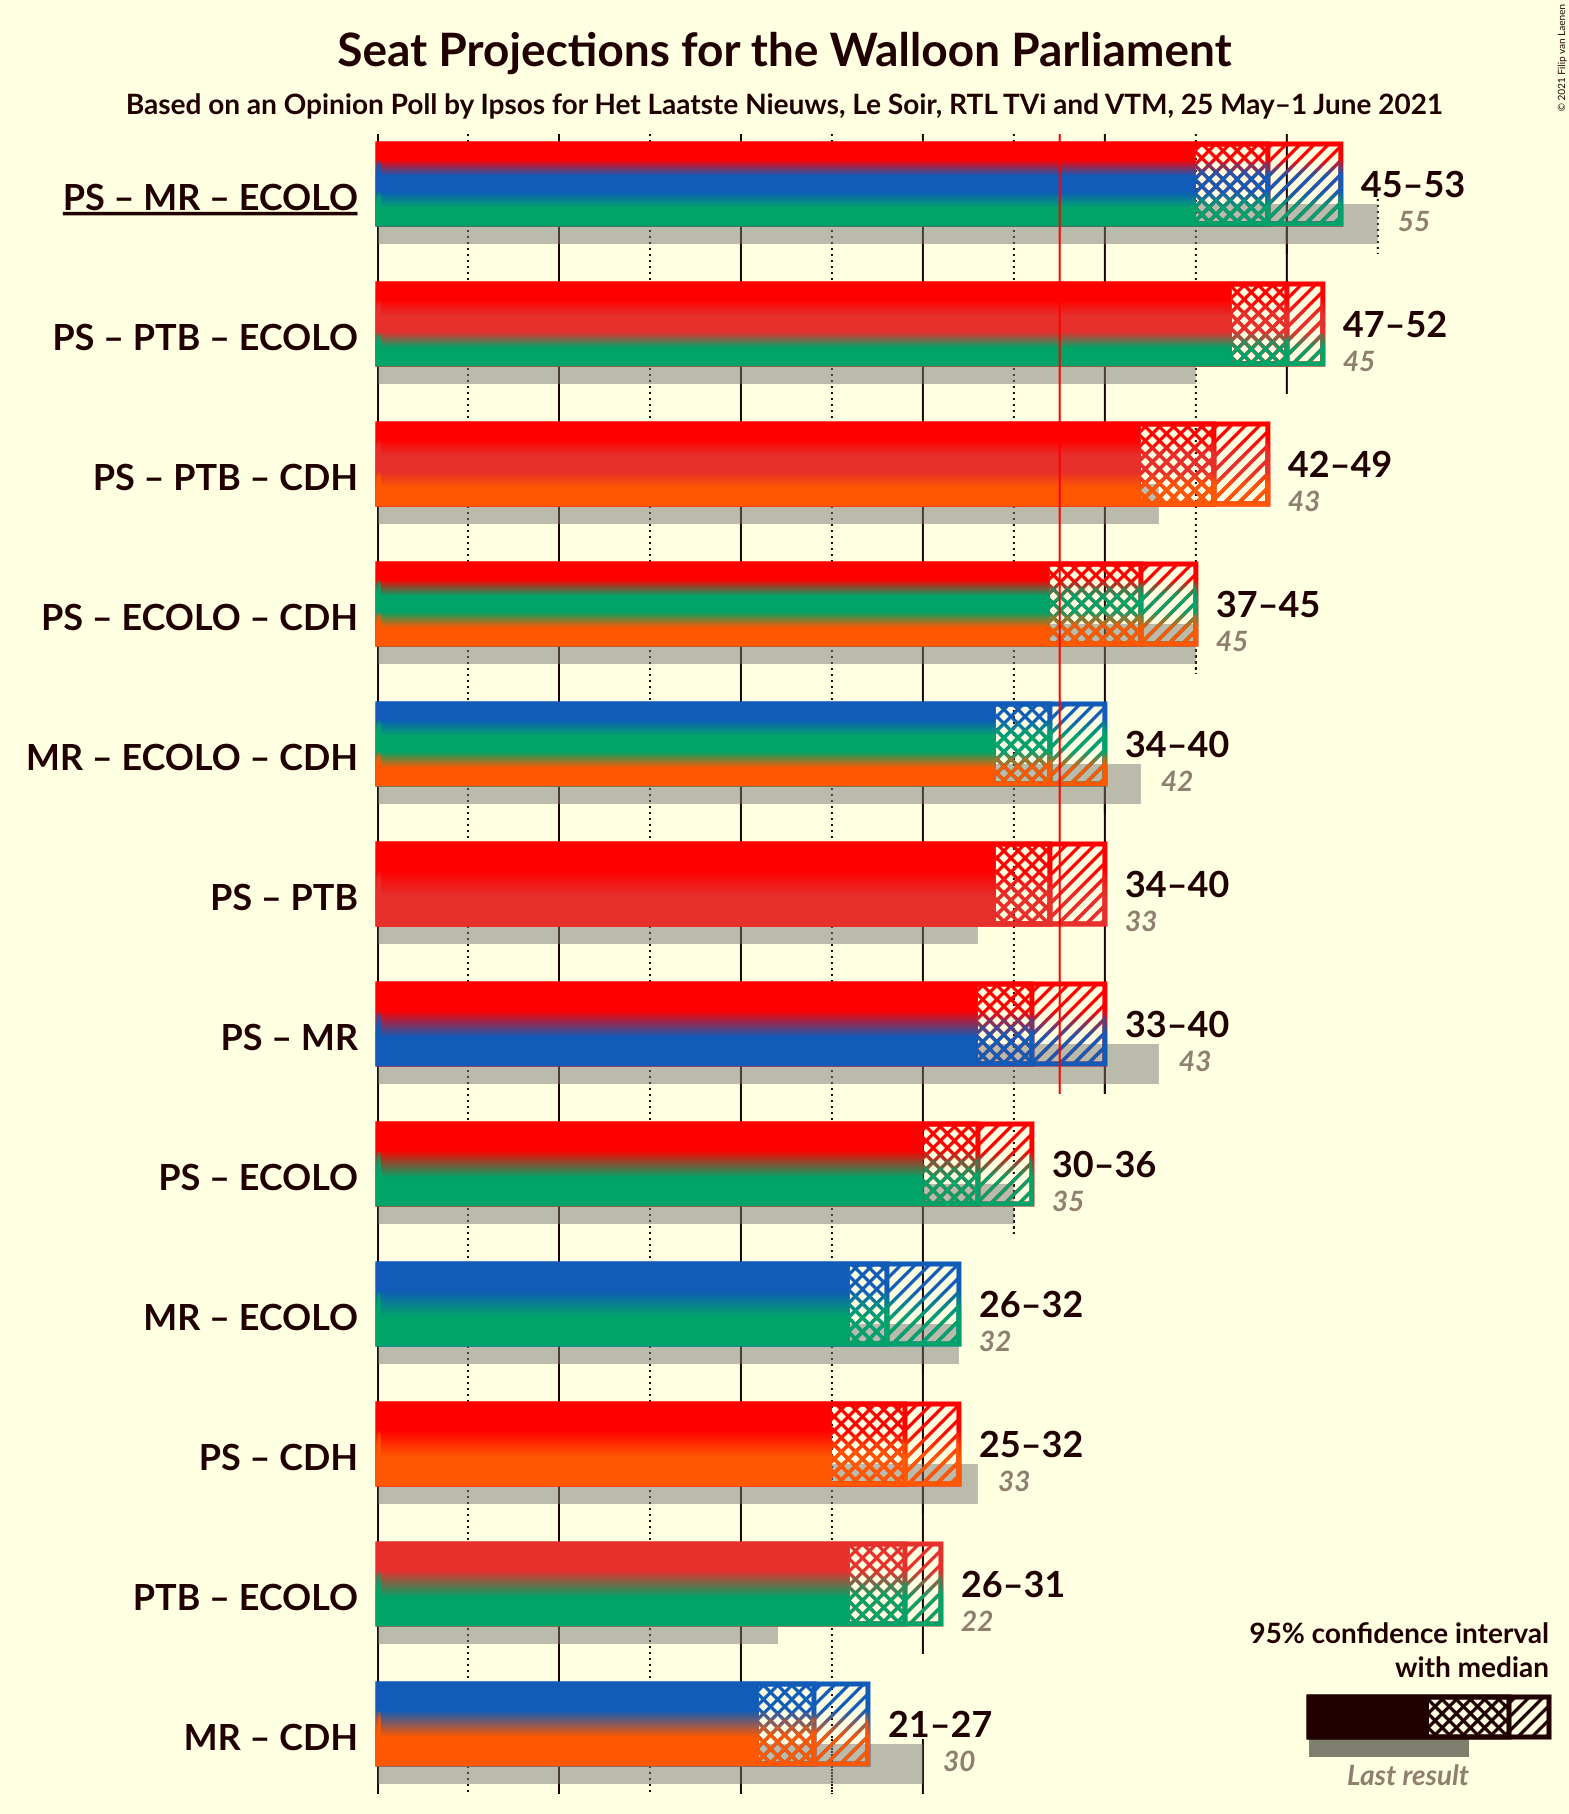 Seat Projections for the Walloon Parliament
Based on an Opinion Poll by Ipsos for Het Laatste Nieuws, Le Soir, RTL TVi and VTM, 25 May–1 June 2021
© 2021 Filip van Laenen
PS – MR – ECOLO
45–53
55
PS – PTB – ECOLO
47–52
45
PS – PTB – CDH
42–49
43
PS – ECOLO – CDH
37–45
45
MR – ECOLO – CDH
34–40
42
PS – PTB
34–40
33
PS – MR
33–40
43
PS – ECOLO
30–36
35
MR – ECOLO
26–32
32
PS – CDH
25–32
33
PTB – ECOLO
26–31
22
MR – CDH
21–27
30
95% confidence interval
with median
Last result